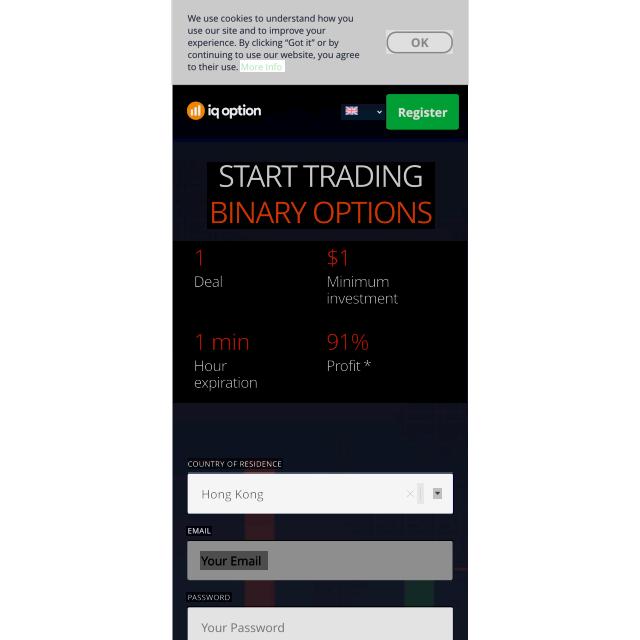 We use cookies to understand how you
use our site and to improve your
experience. By clicking “Got it” or by
continuing to use our website, you agree
to their use. More Info
OK
iq option
Register
START TRADING
BINARY OPTIONS
1
Deal
$1
Minimum
investment
1 min
Hour
expiration
91%
Profit *
COUNTRY OF RESIDENCE
Hong Kong
EMAIL
Your Email
PASSWORD
Your Password